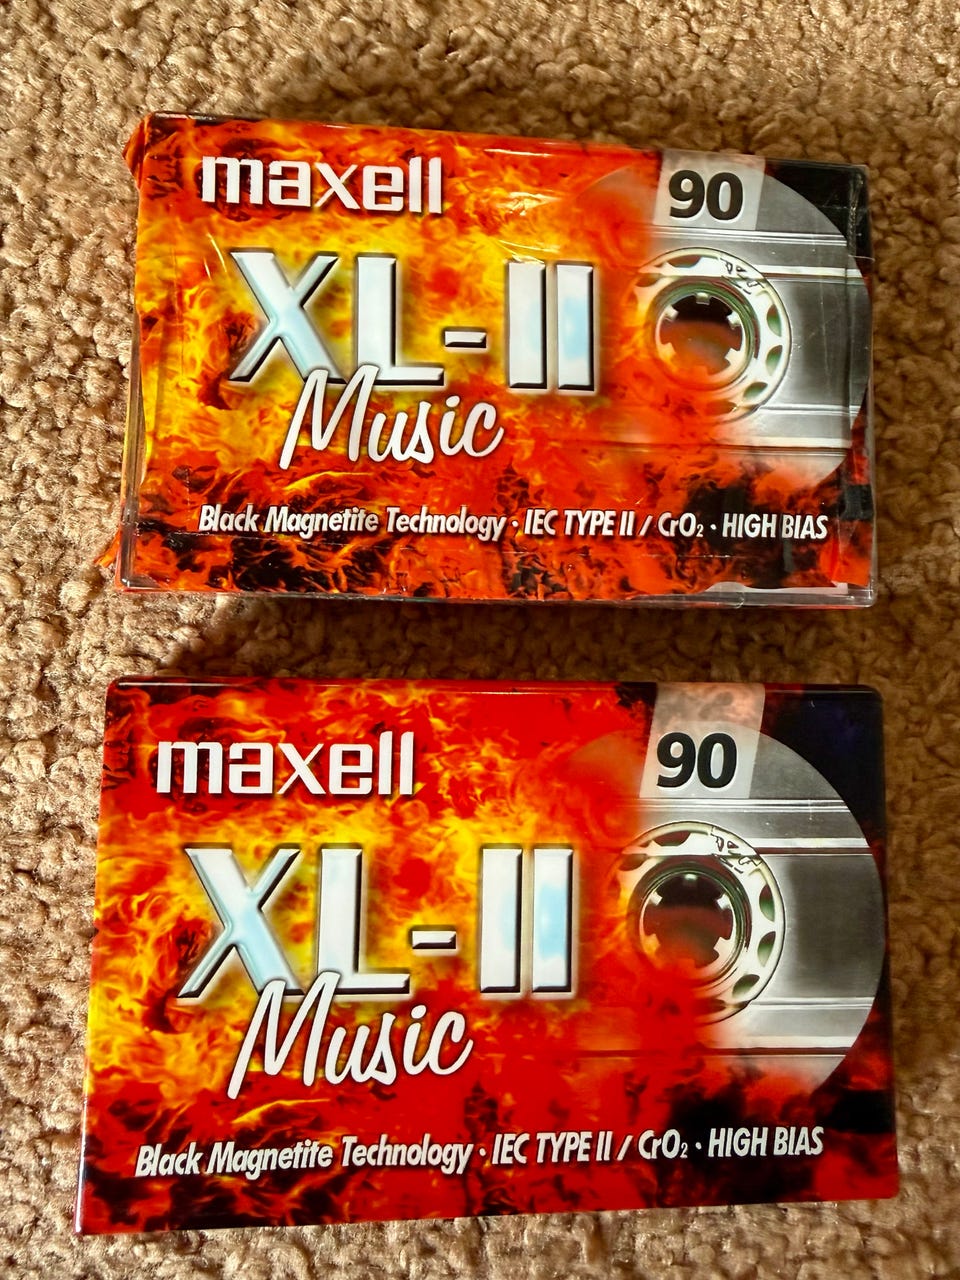 maxell
90
XL-II
Music
Black Magnetite Technology · IEC TYPE II / CrO₂ · HIGH BIAS
maxell
90
XL-II
Music
Black Magnetite Technology · IEC TYPE II / CrO₂ · HIGH BIAS